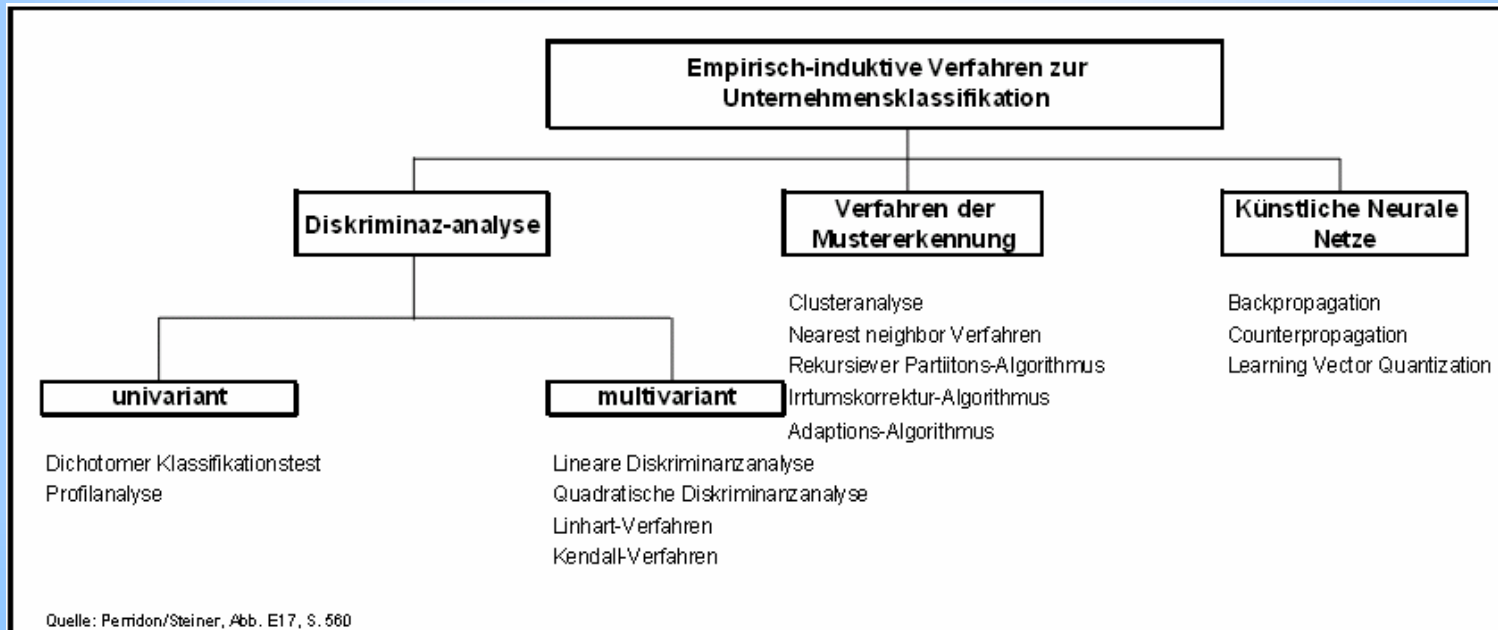 Empirisch-induktive Verfahren zur
Unternehmensklassifikation
Diskriminaz-analyse
Verfahren der
Mustererkennung
Künstliche Neurale
Netze
univariant
multivariant
Dichotomer Klassifikationstest
Profilanalyse
Lineare Diskriminanzanalyse
Quadratische Diskriminanzanalyse
Linhart-Verfahren
Kendall-Verfahren
Clusteranalyse
Nearest neighbor Verfahren
Rekursiever Partiitons-Algorithmus
Irrtumskorrektur-Algorithmus
Adaptions-Algorithmus
Backpropagation
Counterpropagation
Learning Vector Quantization
Quelle: Perridon/Steiner, Abb. E17, S. 560